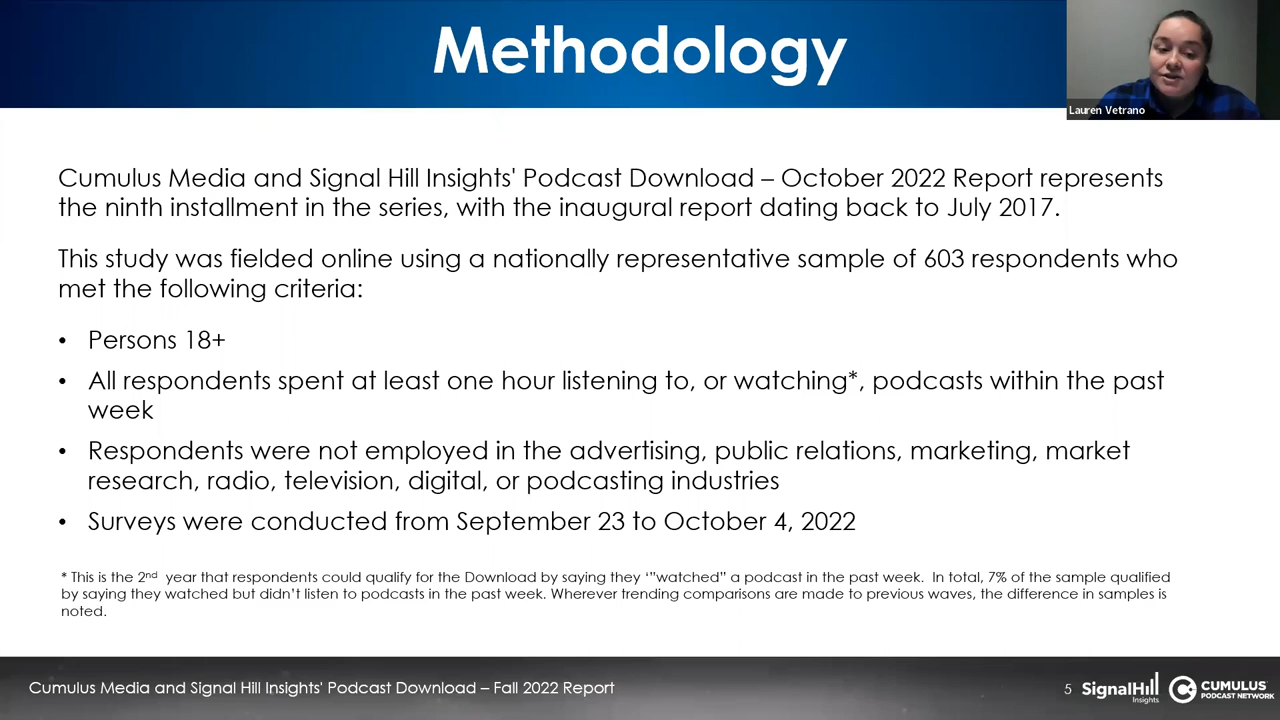 Methodology
Lauren Vetrano
Cumulus Media and Signal Hill Insights' Podcast Download – October 2022 Report represents
the ninth installment in the series, with the inaugural report dating back to July 2017.
This study was fielded online using a nationally representative sample of 603 respondents who
met the following criteria:
• Persons 18+
• All respondents spent at least one hour listening to, or watching*, podcasts within the past
week
• Respondents were not employed in the advertising, public relations, marketing, market
research, radio, television, digital, or podcasting industries
• Surveys were conducted from September 23 to October 4, 2022
* This is the 2nd year that respondents could qualify for the Download by saying they ‘”watched” a podcast in the past week. In total, 7% of the sample qualified
by saying they watched but didn’t listen to podcasts in the past week. Wherever trending comparisons are made to previous waves, the difference in samples is
noted.
Cumulus Media and Signal Hill Insights' Podcast Download – Fall 2022 Report
5
SignalHill
Insights
CUMULUS
PODCAST NETWORK